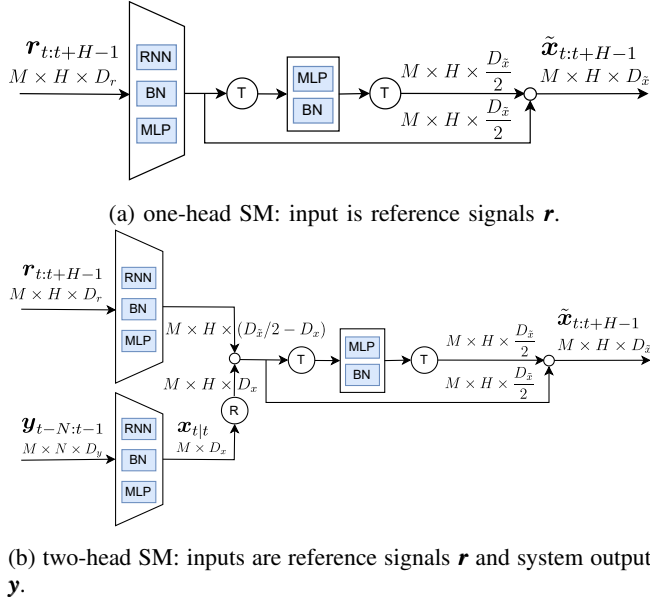 𝒓_{t:t+H−1}
M × H × D_r
RNN
BN
MLP
T
MLP
BN
T
M × H × D_x̃/2
M × H × D_x̃/2
x̃_{t:t+H−1}
M × H × D_x̃
(a) one-head SM: input is reference signals r.
r_{t:t+H−1}
M × H × D_r
RNN
BN
MLP
M × H × (D_x̃/2 − D_x)
T
MLP
BN
T
M × H × D_x̃/2
M × H × D_x̃/2
x̃_{t:t+H−1}
M × H × D_x̃
M × H × D_x
R
y_{t−N:t−1}
M × N × D_y
RNN
BN
MLP
x_{t|t}
M × D_x
(b) two-head SM: inputs are reference signals r and system output
y.